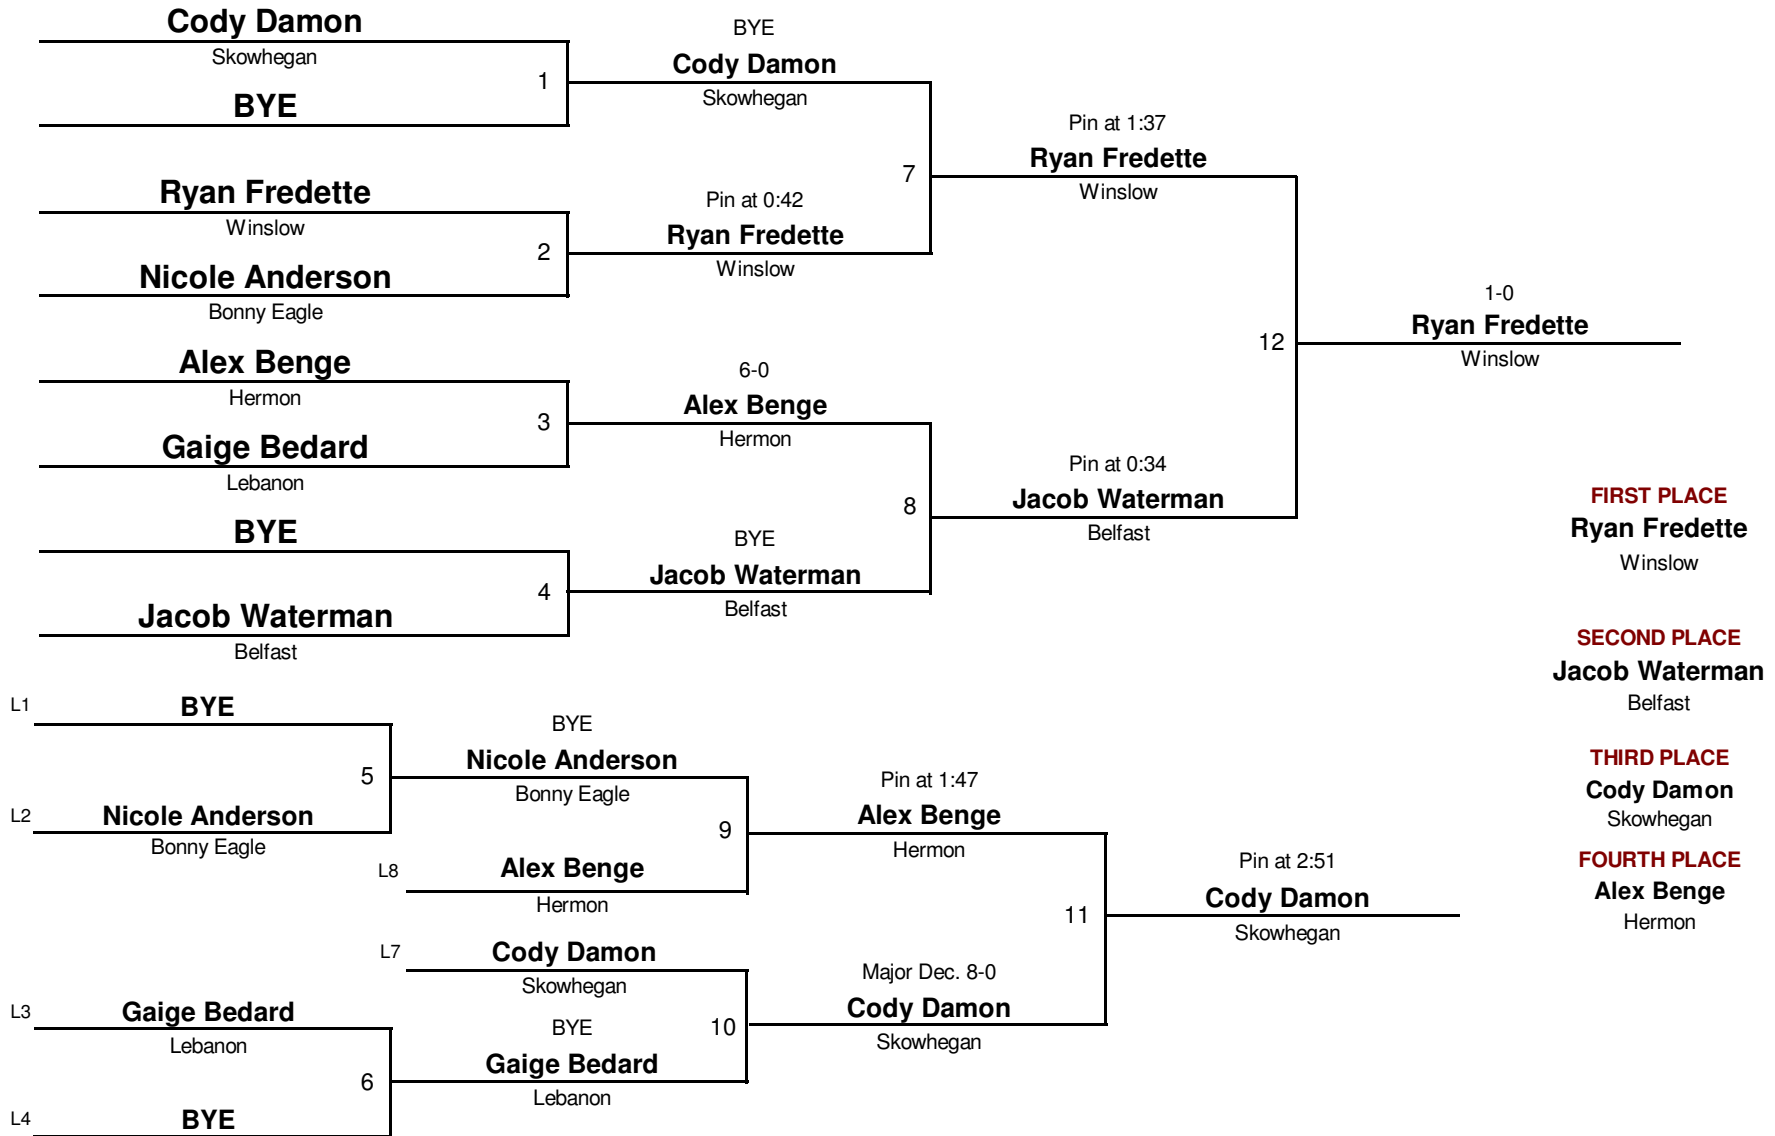 Cody Damon
Skowhegan
1
BYE
BYE
Cody Damon
Skowhegan
Ryan Fredette
Winslow
2
Nicole Anderson
Bonny Eagle
Pin at 0:42
Ryan Fredette
Winslow
7
Pin at 1:37
Ryan Fredette
Winslow
Alex Benge
Hermon
3
Gaige Bedard
Lebanon
6-0
Alex Benge
Hermon
BYE
4
Jacob Waterman
Belfast
BYE
Jacob Waterman
Belfast
8
Pin at 0:34
Jacob Waterman
Belfast
12
1-0
Ryan Fredette
Winslow
FIRST PLACE
Ryan Fredette
Winslow
SECOND PLACE
Jacob Waterman
Belfast
THIRD PLACE
Cody Damon
Skowhegan
FOURTH PLACE
Alex Benge
Hermon
L1
BYE
5
L2
Nicole Anderson
Bonny Eagle
BYE
Nicole Anderson
Bonny Eagle
9
L8
Alex Benge
Hermon
Pin at 1:47
Alex Benge
Hermon
L7
Cody Damon
Skowhegan
L3
Gaige Bedard
Lebanon
6
L4
BYE
BYE
Gaige Bedard
Lebanon
10
Major Dec. 8-0
Cody Damon
Skowhegan
11
Pin at 2:51
Cody Damon
Skowhegan